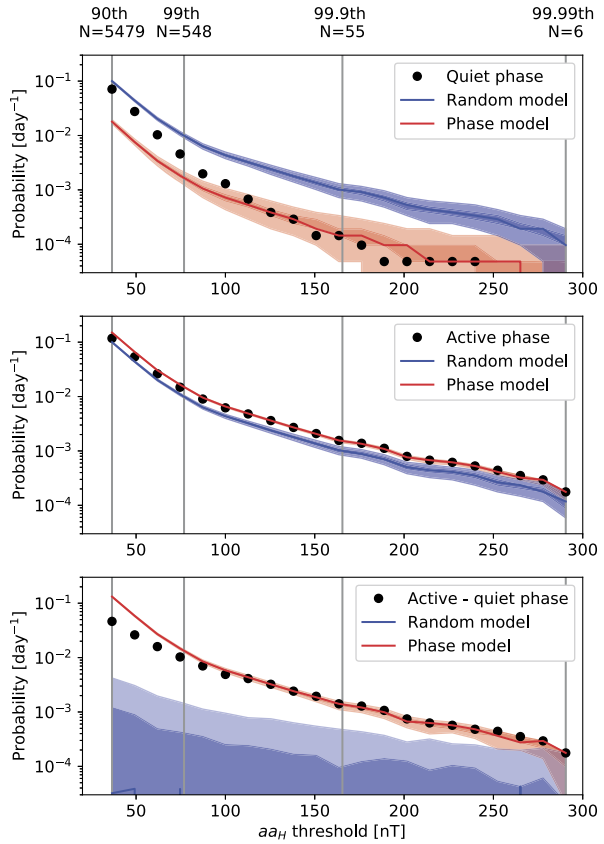 90th 99th 99.9th 99.99th
N=5479 N=548 N=55 N=6
Probability [day⁻¹]
10⁻¹
10⁻²
10⁻³
10⁻⁴
Quiet phase
Random model
Phase model
50 100 150 200 250 300
Probability [day⁻¹]
10⁻¹
10⁻²
10⁻³
10⁻⁴
Active phase
Random model
Phase model
50 100 150 200 250 300
Probability [day⁻¹]
10⁻¹
10⁻²
10⁻³
10⁻⁴
Active - quiet phase
Random model
Phase model
50 100 150 200 250 300
aa_H threshold [nT]